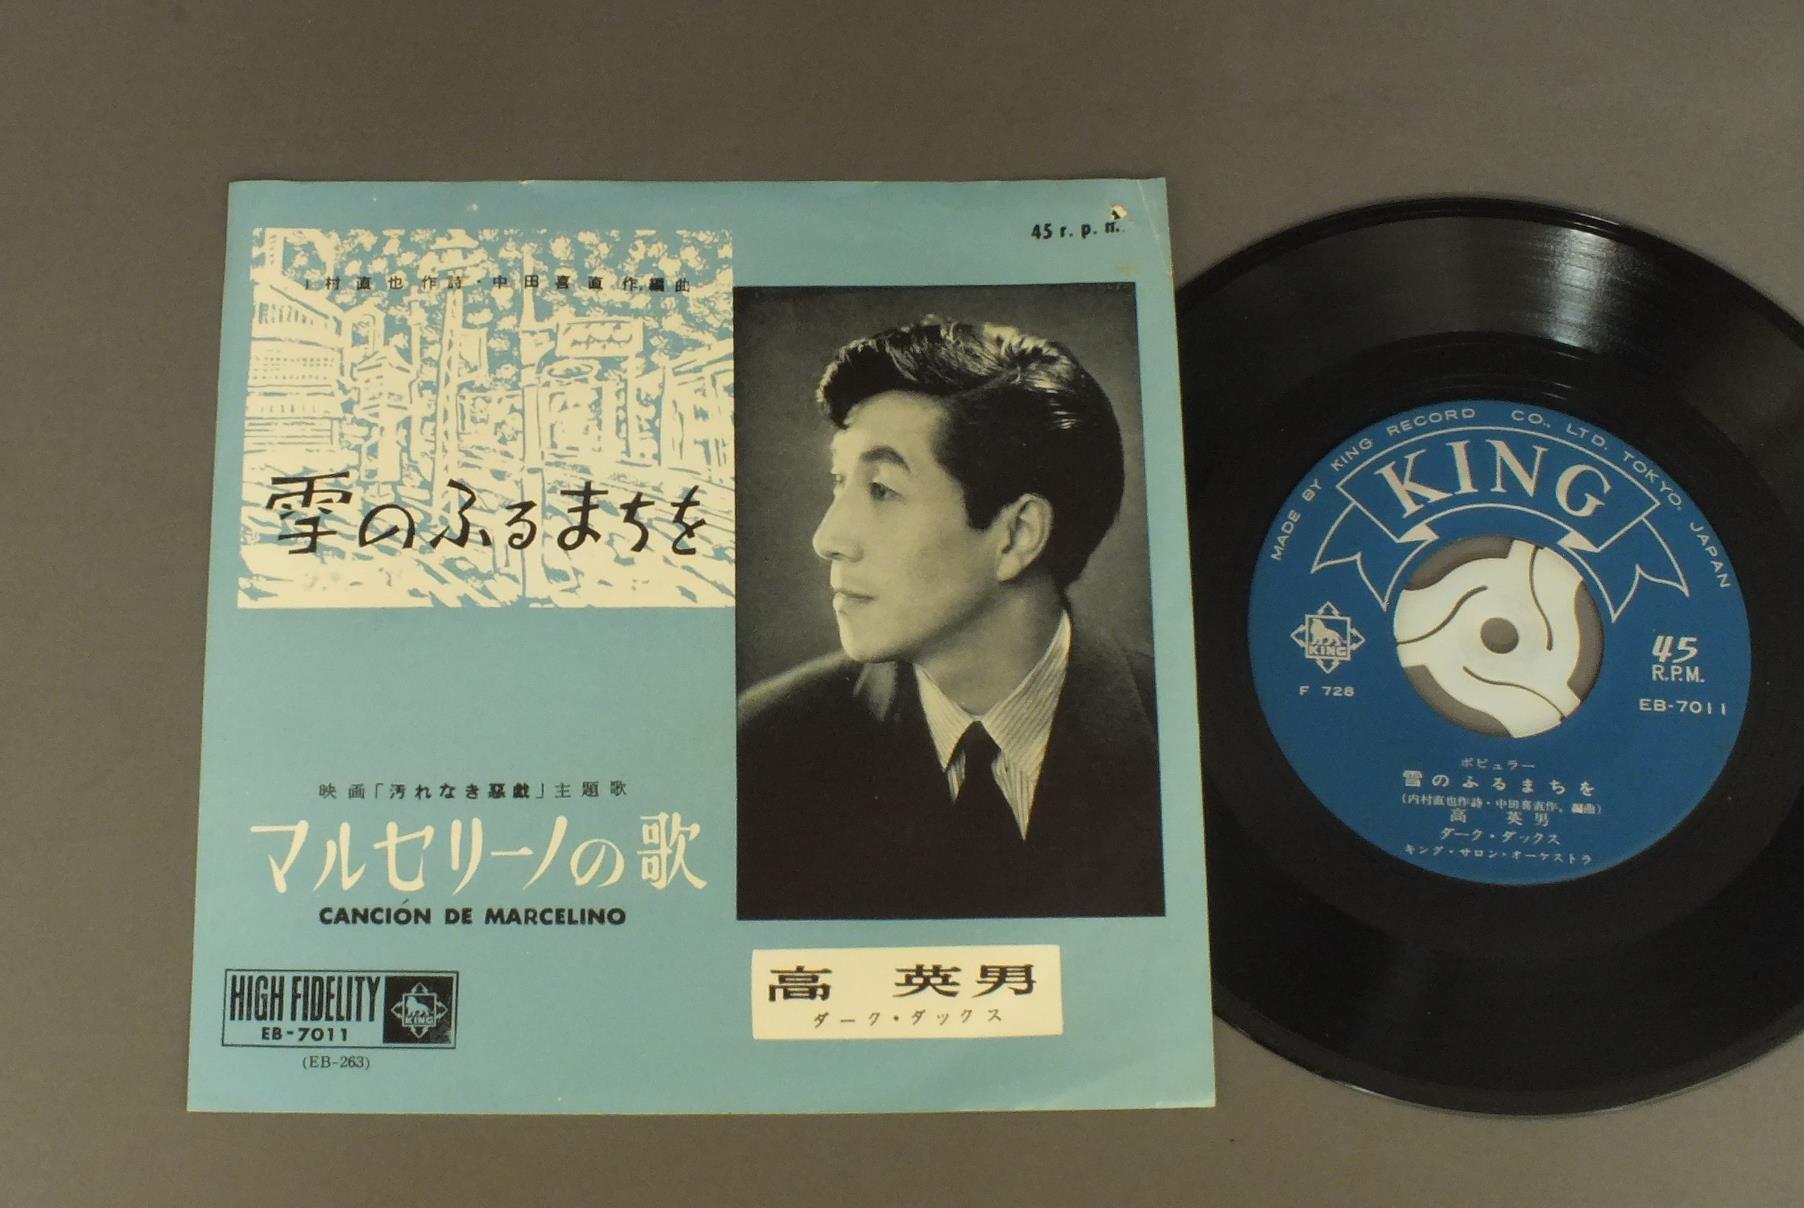 45 r. p. m.
村直也作詩・中田喜直作,編曲
雪のふるまちを
映画「汚れなき悪戯」主題歌
マルセリーノの歌
CANCIÓN DE MARCELINO
HIGH FIDELITY
EB-7011
KING
(EB-263)
高 英男
ダーク・ダックス
MADE BY KING RECORD CO., LTD. TOKYO. JAPAN
KING
KING
F 728
45
R.P.M.
EB-7011
ポピュラー
雪のふるまちを
(内村直也作詩・中田喜直作,編曲)
高 英男
ダーク・ダックス
キング・サロン・オーケストラ